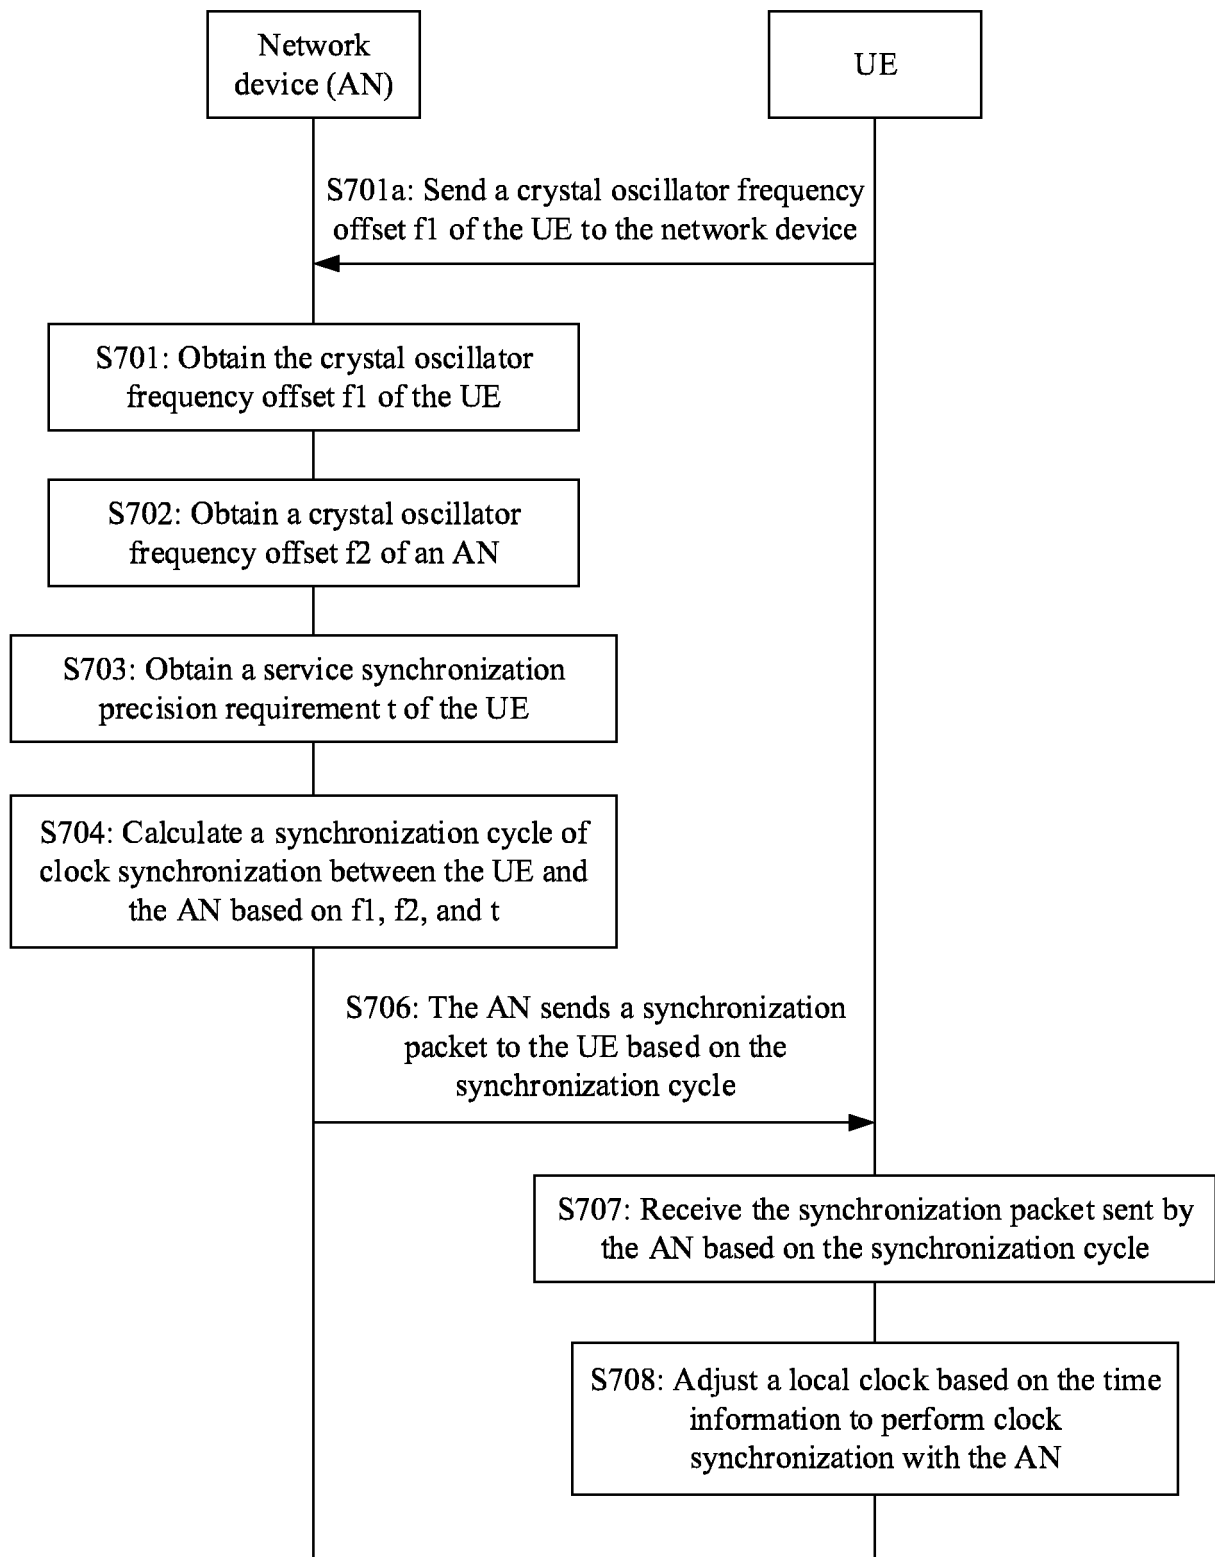 Network
device (AN)
UE
S701a: Send a crystal oscillator frequency
offset f1 of the UE to the network device
S701: Obtain the crystal oscillator
frequency offset f1 of the UE
S702: Obtain a crystal oscillator
frequency offset f2 of an AN
S703: Obtain a service synchronization
precision requirement t of the UE
S704: Calculate a synchronization cycle of
clock synchronization between the UE and
the AN based on f1, f2, and t
S706: The AN sends a synchronization
packet to the UE based on the
synchronization cycle
S707: Receive the synchronization packet sent by
the AN based on the synchronization cycle
S708: Adjust a local clock based on the time
information to perform clock
synchronization with the AN